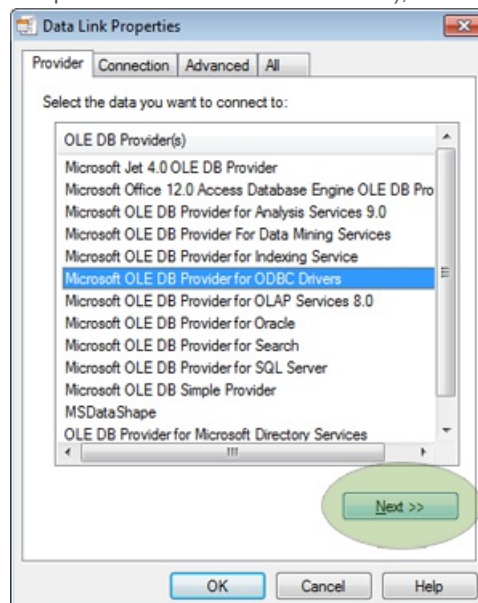 Data Link Properties
Provider Connection Advanced All
Select the data you want to connect to:
OLE DB Provider(s)
Microsoft Jet 4.0 OLE DB Provider
Microsoft Office 12.0 Access Database Engine OLE DB Pro
Microsoft OLE DB Provider for Analysis Services 9.0
Microsoft OLE DB Provider For Data Mining Services
Microsoft OLE DB Provider for Indexing Service
Microsoft OLE DB Provider for ODBC Drivers
Microsoft OLE DB Provider for OLAP Services 8.0
Microsoft OLE DB Provider for Oracle
Microsoft OLE DB Provider for Search
Microsoft OLE DB Provider for SQL Server
Microsoft OLE DB Simple Provider
MSDataShape
OLE DB Provider for Microsoft Directory Services
Next >>
OK Cancel Help